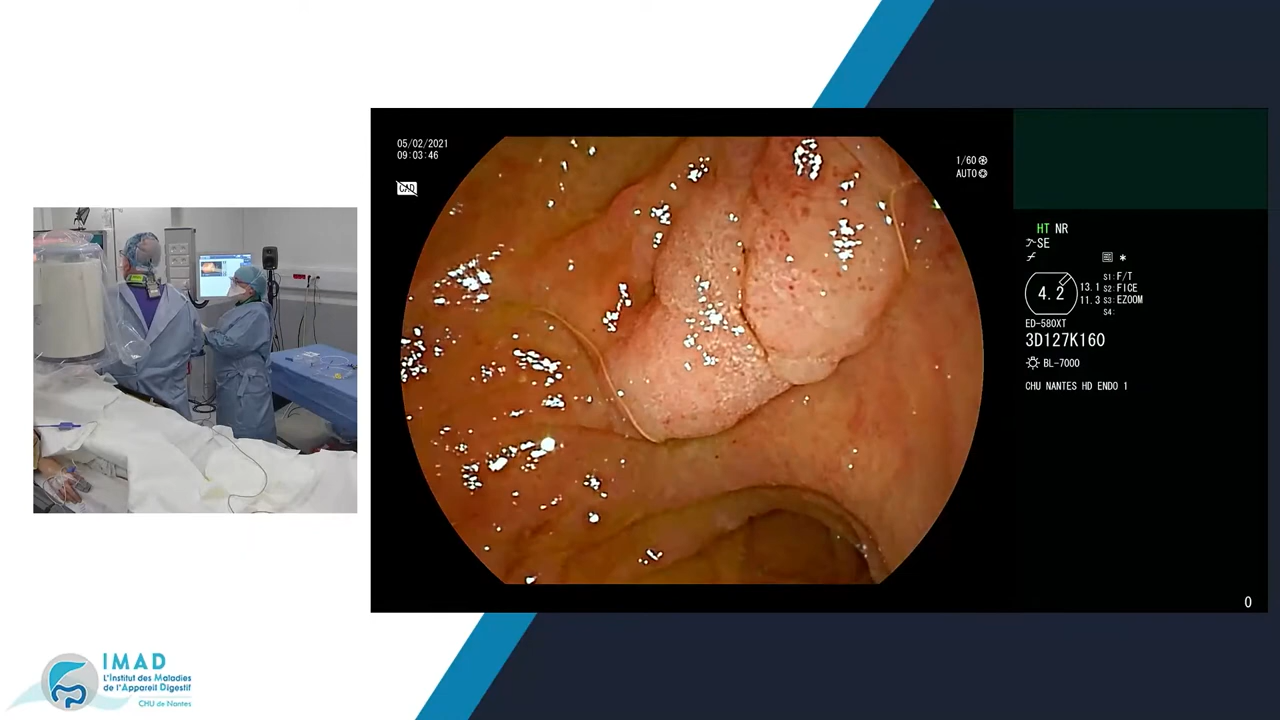 05/02/2021
09:03:46
CAD
1/60
AUTO
HT NR
SE
4.2
13.1
11.3
S1:F/T
S2:FICE
S3:EZOOM
S4:
ED-580XT
3D127K160
BL-7000
CHU NANTES HD ENDO 1
0
IMAD
L'Institut des Maladies
de l'Appareil Digestif
CHU de Nantes